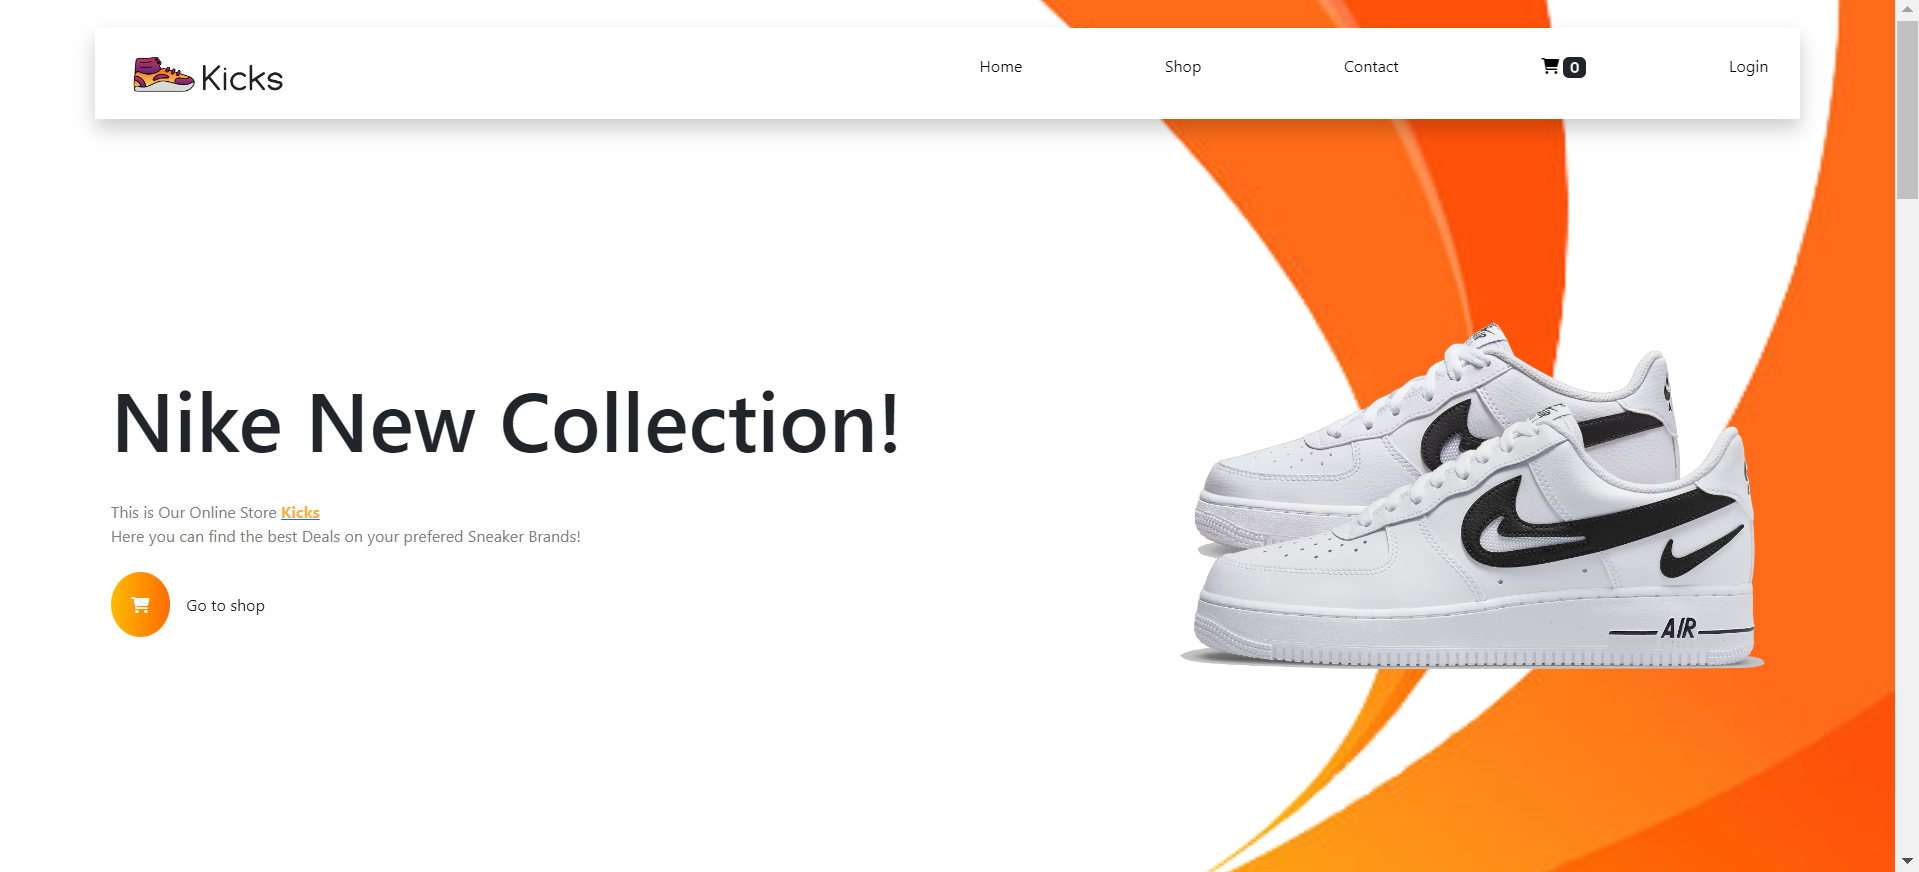 Kicks
Home
Shop
Contact
0
Login
Nike New Collection!
This is Our Online Store Kicks
Here you can find the best Deals on your prefered Sneaker Brands!
Go to shop
AIR